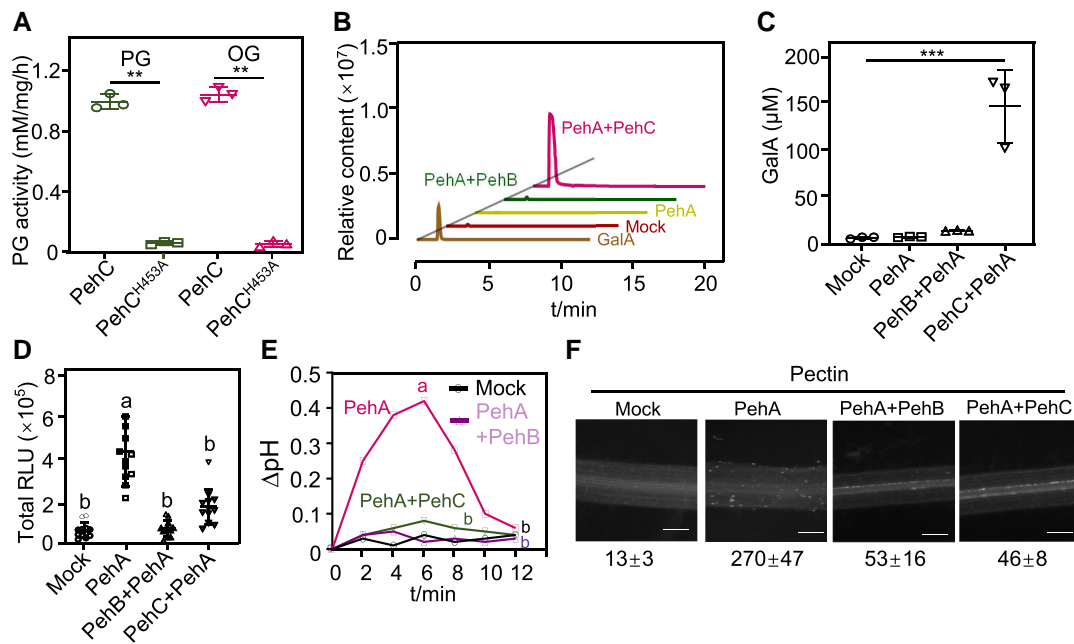 A
PG activity (mM/mg/h)
1.2
0.8
0.4
0
PG
**
OG
**
PehC
PehC^H453A
PehC
PehC^H453A
B
Relative content (×10⁷)
1.5
1.0
0.5
0
PehA+PehC
PehA+PehB
PehA
Mock
GalA
0 5 10 15 20
t/min
C
GalA (μM)
200
150
100
50
0
***
Mock
PehA
PehB+PehA
PehC+PehA
D
Total RLU (×10⁵)
8
6
4
2
0
b
a
b
b
Mock
PehA
PehB+PehA
PehC+PehA
E
ΔpH
0.5
0.4
0.3
0.2
0.1
0
PehA
a
Mock
PehA
+PehB
PehA+PehC
b
b
b
0 2 4 6 8 10 12
t/min
F
Pectin
Mock PehA PehA+PehB PehA+PehC
13±3 270±47 53±16 46±8